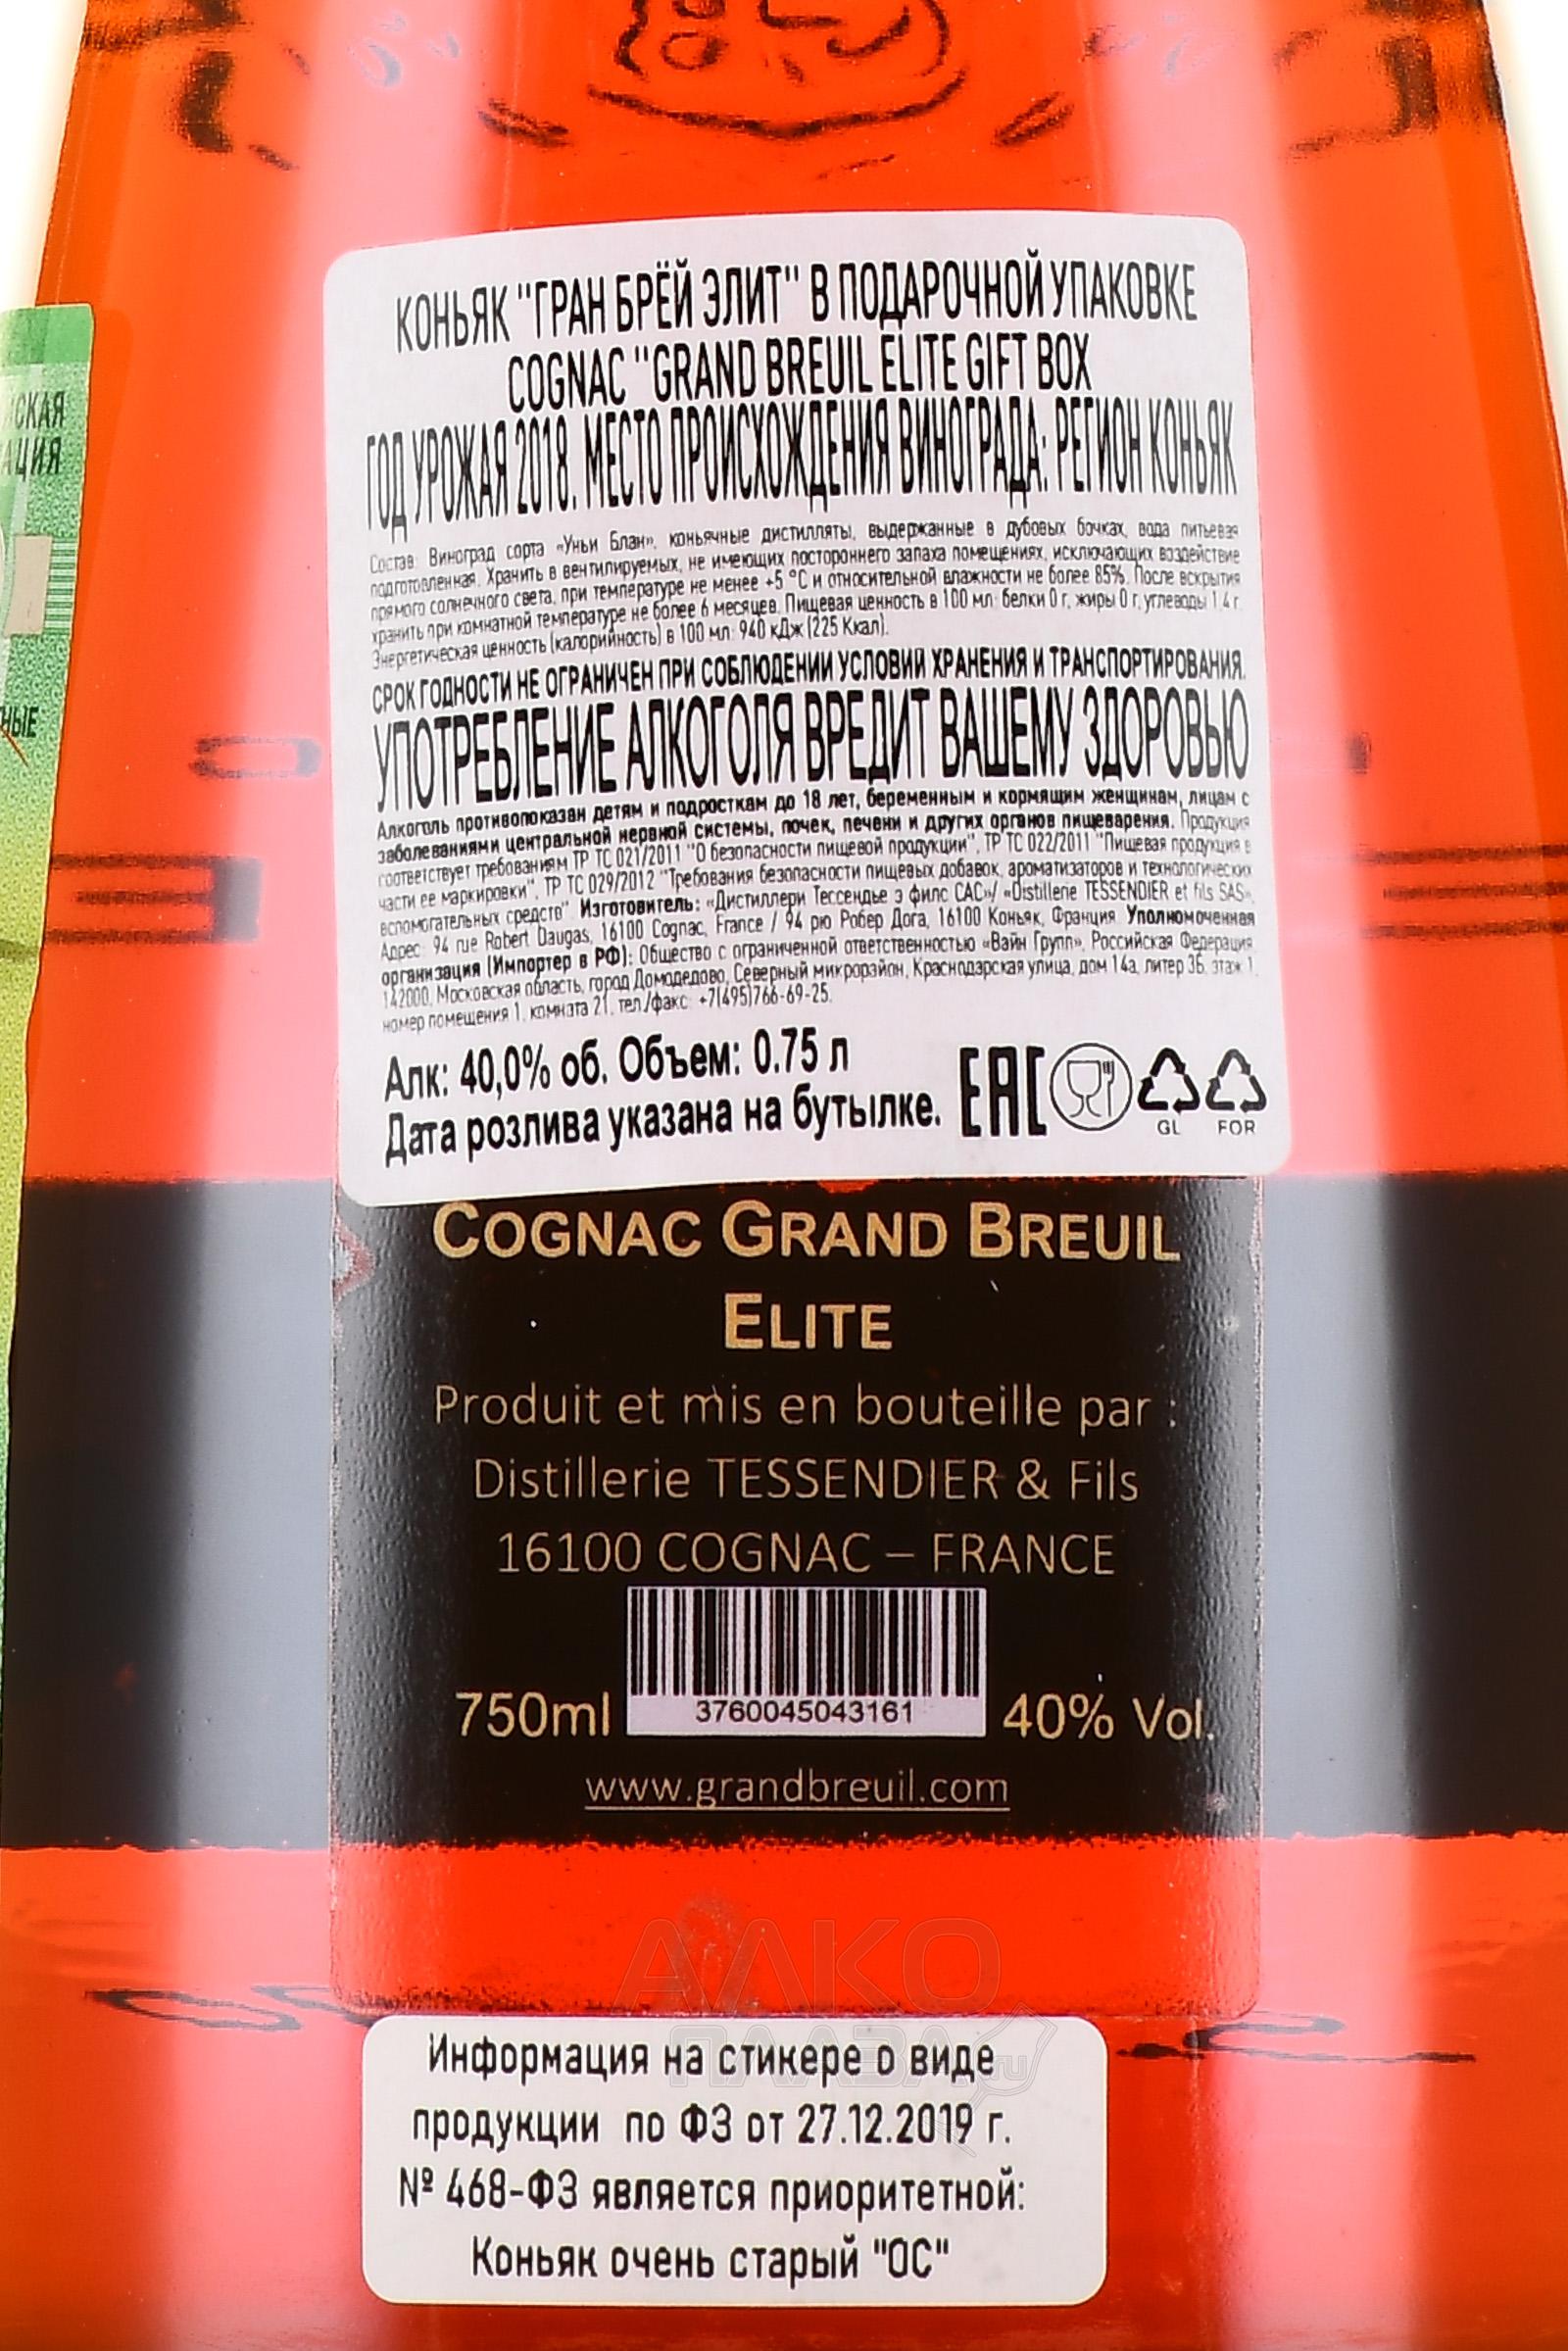 СКАЯ
АЦИЯ
НЫЕ
КОНЬЯК "ГРАН БРЁЙ ЭЛИТ" В ПОДАРОЧНОЙ УПАКОВКЕ
COGNAC "GRAND BREUIL ELITE GIFT BOX
ГОД УРОЖАЯ 2018. МЕСТО ПРОИСХОЖДЕНИЯ ВИНОГРАДА: РЕГИОН КОНЬЯК
Состав: Виноград сорта «Уньи Блан», коньячные дистилляты, выдержанные в дубовых бочках, вода питьевая
подготовленная. Хранить в вентилируемых, не имеющих постороннего запаха помещениях, исключающих воздействие
прямого солнечного света, при температуре не менее +5 °С и относительной влажности не более 85%. После вскрытия
хранить при комнатной температуре не более 6 месяцев. Пищевая ценность в 100 мл: белки 0 г, жиры 0 г, углеводы 1,4 г.
Энергетическая ценность (калорийность) в 100 мл: 940 кДж (225 Ккал).
СРОК ГОДНОСТИ НЕ ОГРАНИЧЕН ПРИ СОБЛЮДЕНИИ УСЛОВИЙ ХРАНЕНИЯ И ТРАНСПОРТИРОВАНИЯ.
УПОТРЕБЛЕНИЕ АЛКОГОЛЯ ВРЕДИТ ВАШЕМУ ЗДОРОВЬЮ
Алкоголь противопоказан детям и подросткам до 18 лет, беременным и кормящим женщинам, лицам с
заболеваниями центральной нервной системы, почек, печени и других органов пищеварения. Продукция
соответствует требованиям ТР ТС 021/2011 "О безопасности пищевой продукции", ТР ТС 022/2011 "Пищевая продукция в
части ее маркировки", ТР ТС 029/2012 "Требования безопасности пищевых добавок, ароматизаторов и технологических
вспомогательных средств" Изготовитель: «Дистиллери Тессендье э филс САС»/ «Distillerie TESSENDIER et fils SAS»,
Адрес: 94 rue Robert Daugas, 16100 Cognac, France / 94 рю Робер Дога, 16100 Коньяк, Франция Уполномоченная
организация (Импортер в РФ): Общество с ограниченной ответственностью «Вайн Групп», Российская Федерация
142000, Московская область, город Домодедово, Северный микрорайон, Краснодарская улица, дом 14а, литер 3Б, этаж 1,
номер помещения 1, комната 21, тел./факс: +7(495)766-69-25.
Алк: 40,0% об. Объем: 0.75 л
Дата розлива указана на бутылке.
EAC
GL
FOR
COGNAC GRAND BREUIL
ELITE
Produit et mis en bouteille par :
Distillerie TESSENDIER & Fils
16100 COGNAC – FRANCE
750ml
3760045043161
40% Vol.
www.grandbreuil.com
АЛКО
ПЛАЗА
.ru
Информация на стикере о виде
продукции по ФЗ от 27.12.2019 г.
№ 468-ФЗ является приоритетной:
Коньяк очень старый "ОС"